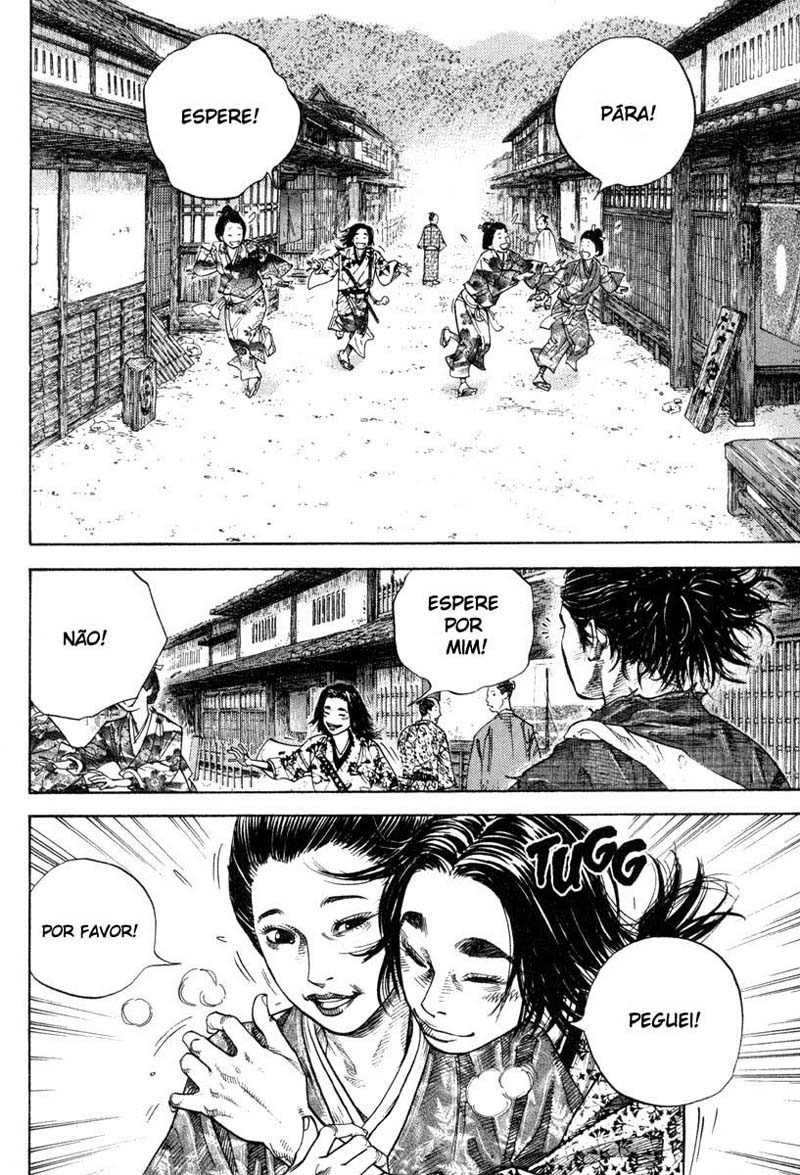 PÁRA!
ESPERE!
ESPERE
POR
MIM!
NÃO!
TUGG
POR FAVOR!
PEGUEI!